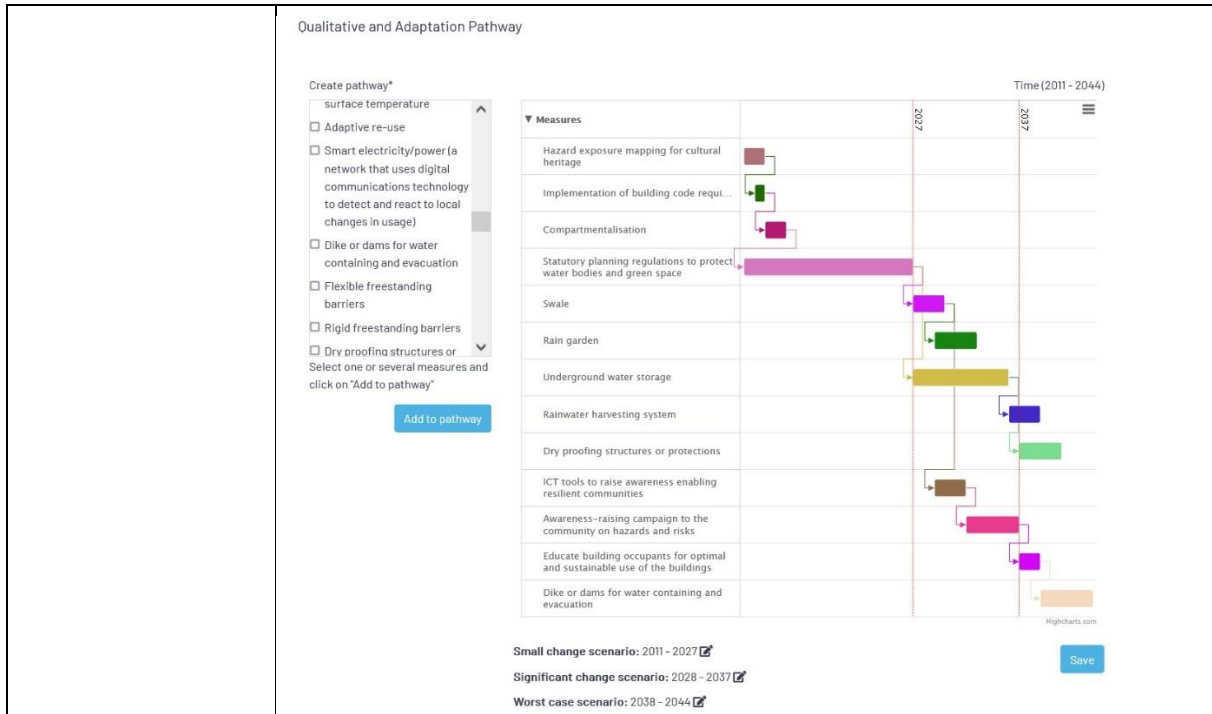 Qualitative and Adaptation Pathway
Create pathway*
surface temperature
Adaptive re-use
Smart electricity/power (a
network that uses digital
communications technology
to detect and react to local
changes in usage)
Dike or dams for water
containing and evacuation
Flexible freestanding
barriers
Rigid freestanding barriers
Dry proofing structures or
Select one or several measures and
click on "Add to pathway"
Add to pathway
Time (2011 - 2044)
▼ Measures
2027
2037
Hazard exposure mapping for cultural
heritage
Implementation of building code requi...
Compartmentalisation
Statutory planning regulations to protect
water bodies and green space
Swale
Rain garden
Underground water storage
Rainwater harvesting system
Dry proofing structures or protections
ICT tools to raise awareness enabling
resilient communities
Awareness-raising campaign to the
community on hazards and risks
Educate building occupants for optimal
and sustainable use of the buildings
Dike or dams for water containing and
evacuation
Highcharts.com
Small change scenario: 2011 - 2027
Significant change scenario: 2028 - 2037
Worst case scenario: 2038 - 2044
Save